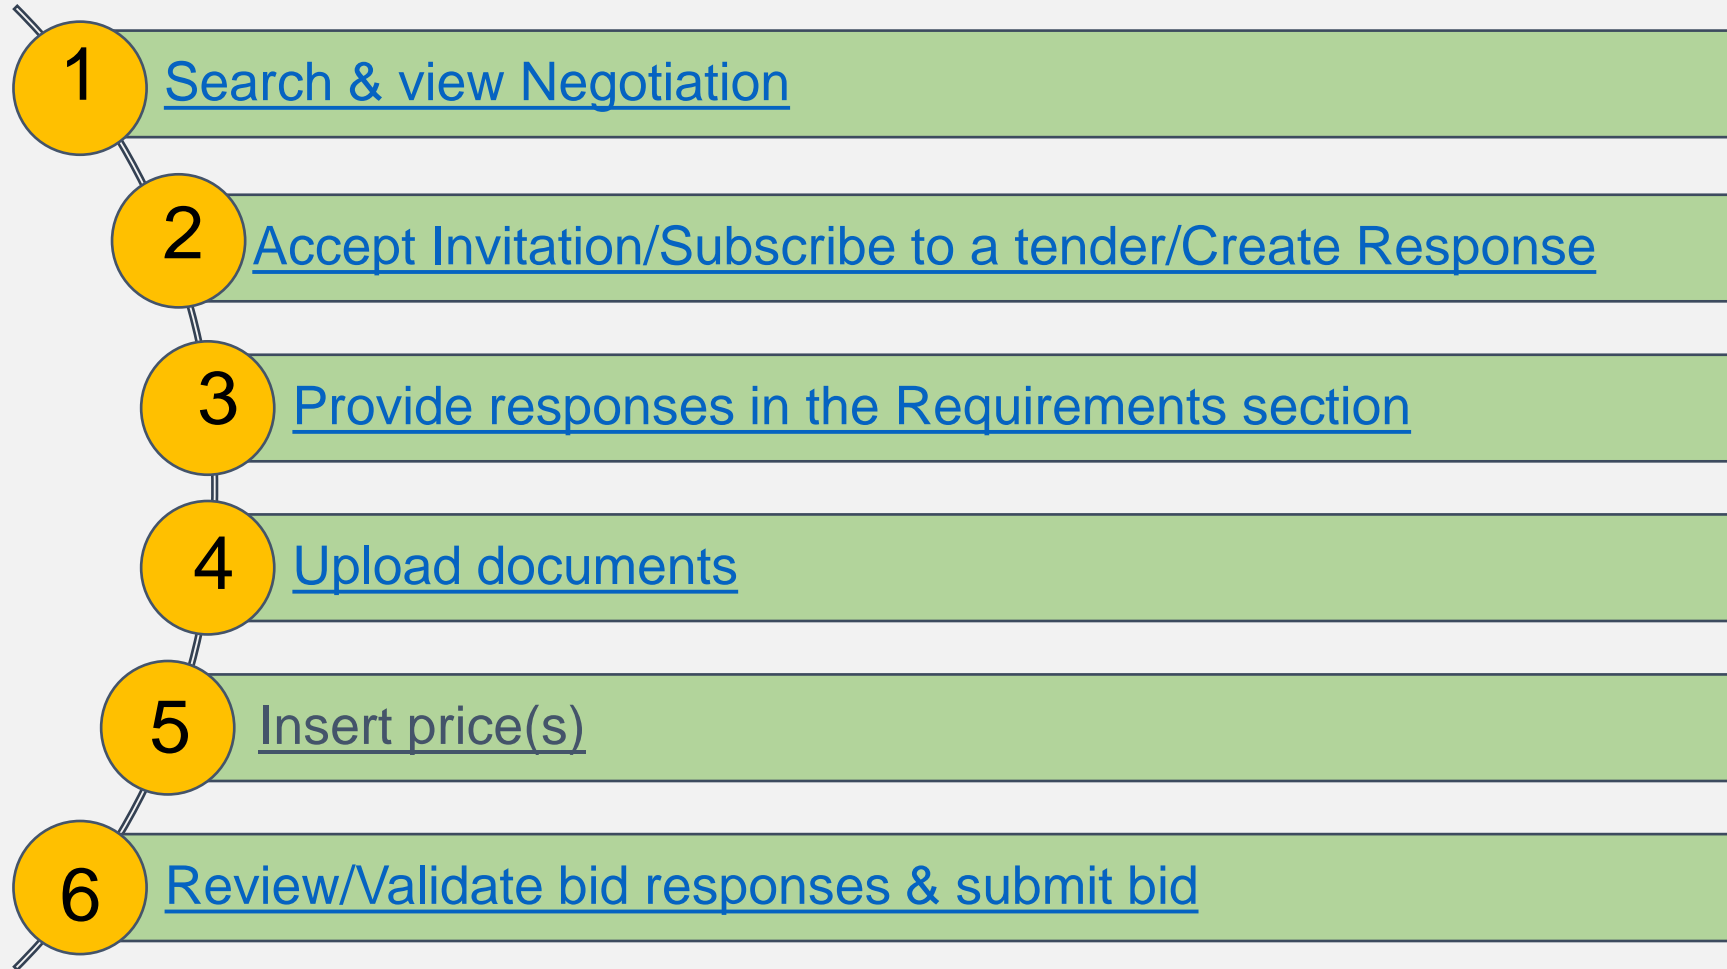 1 Search & view Negotiation
2 Accept Invitation/Subscribe to a tender/Create Response
3 Provide responses in the Requirements section
4 Upload documents
5 Insert price(s)
6 Review/Validate bid responses & submit bid